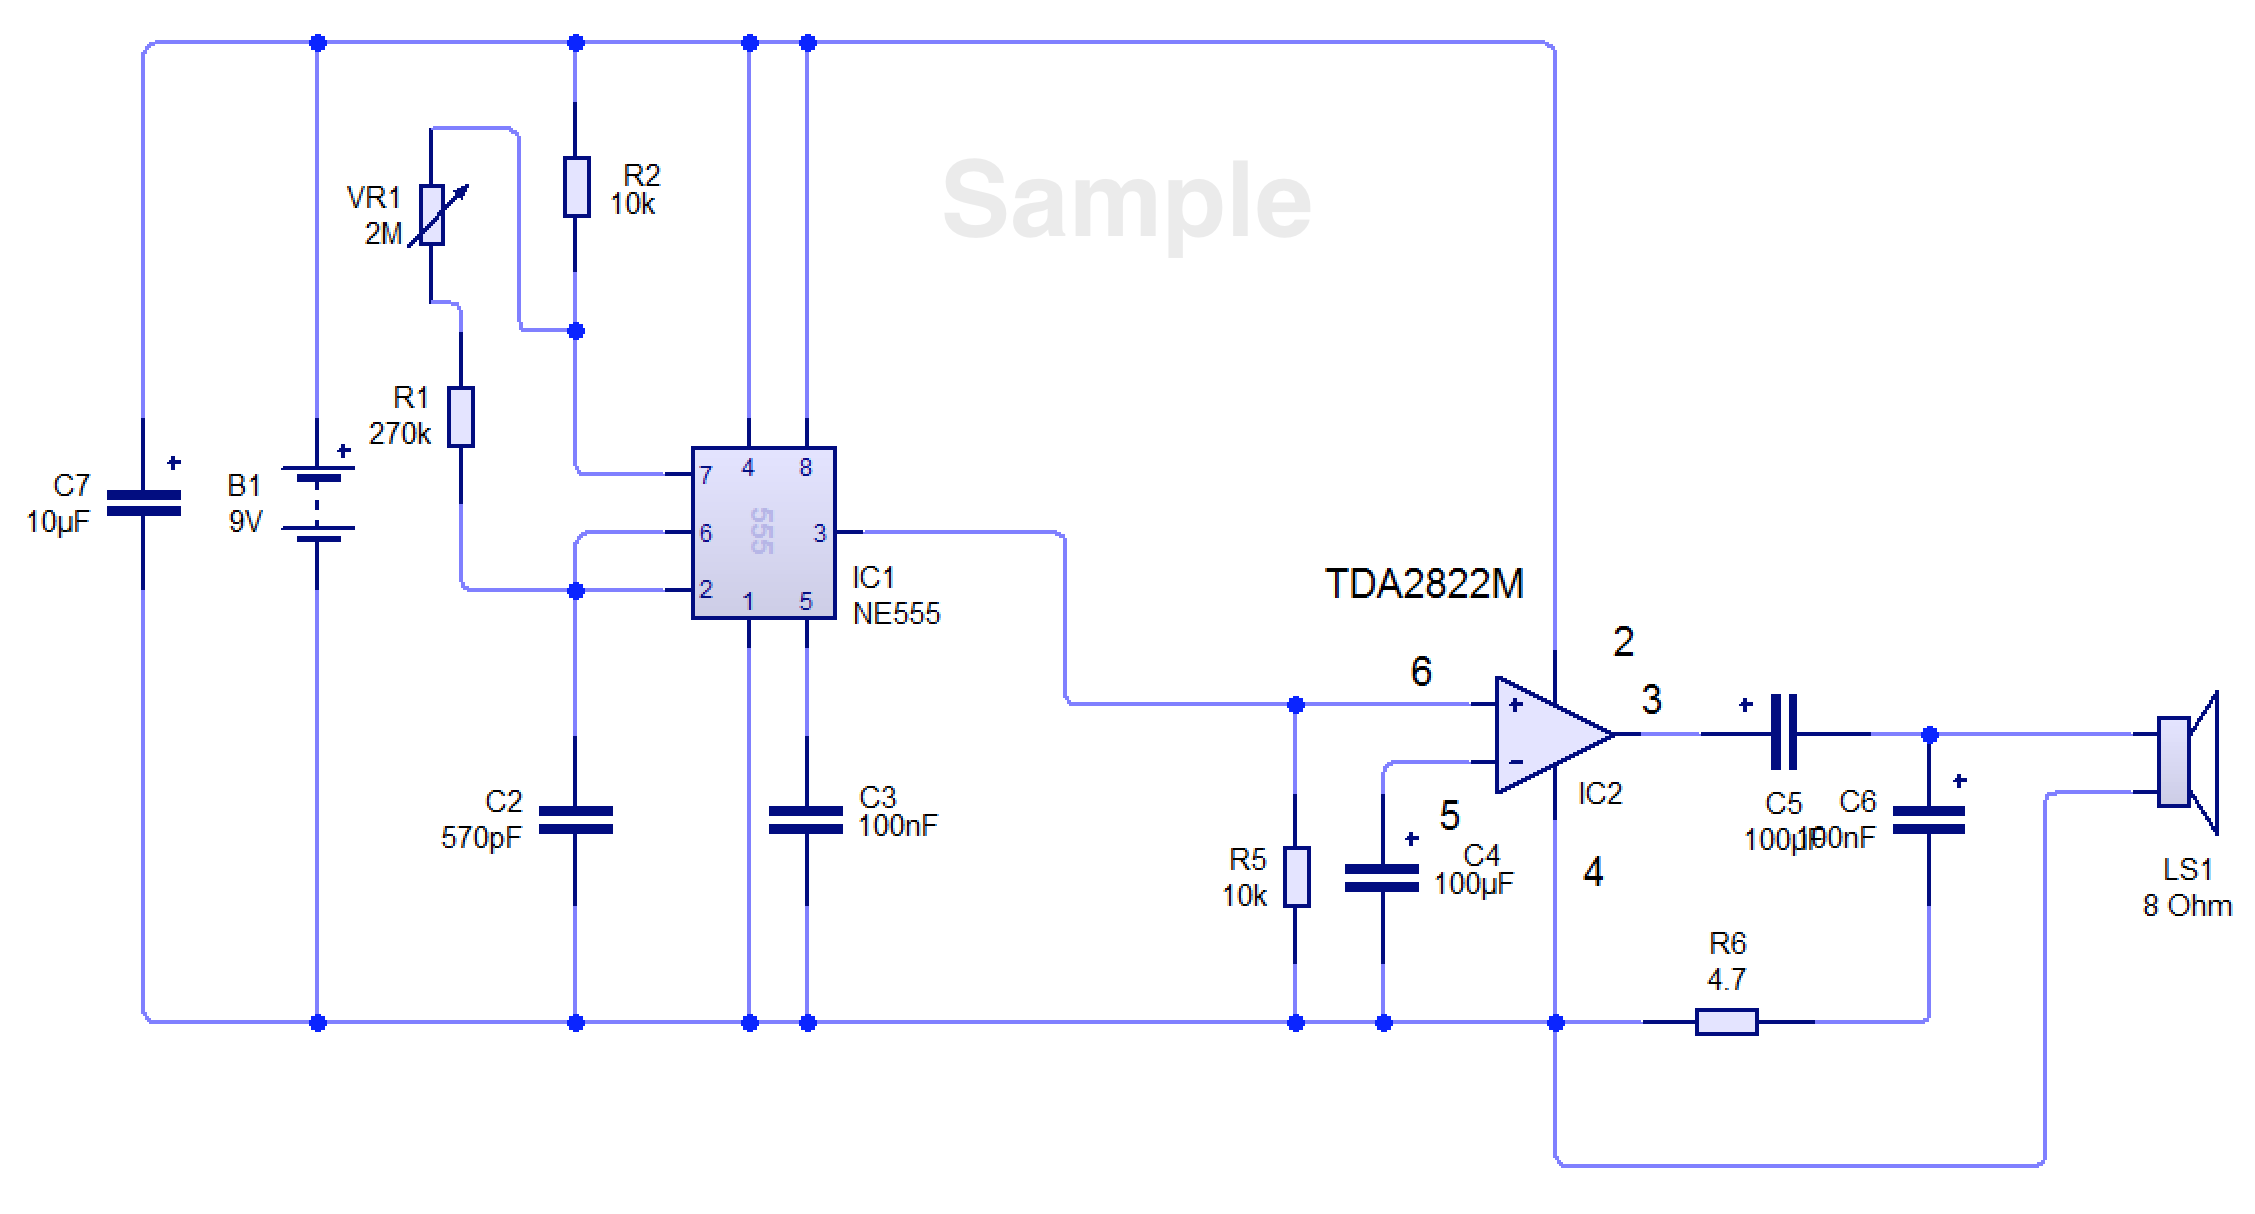 Sample
VR1
2M
R2
10k
R1
270k
C7
10µF
+
B1
9V
+
7
4
8
6
555
3
2
1
5
IC1
NE555
TDA2822M
6
2
3
+
-
5
4
IC2
C2
570pF
C3
100nF
R5
10k
+
C4
100µF
+
C5
100µF
+
C6
100nF
R6
4.7
LS1
8 Ohm